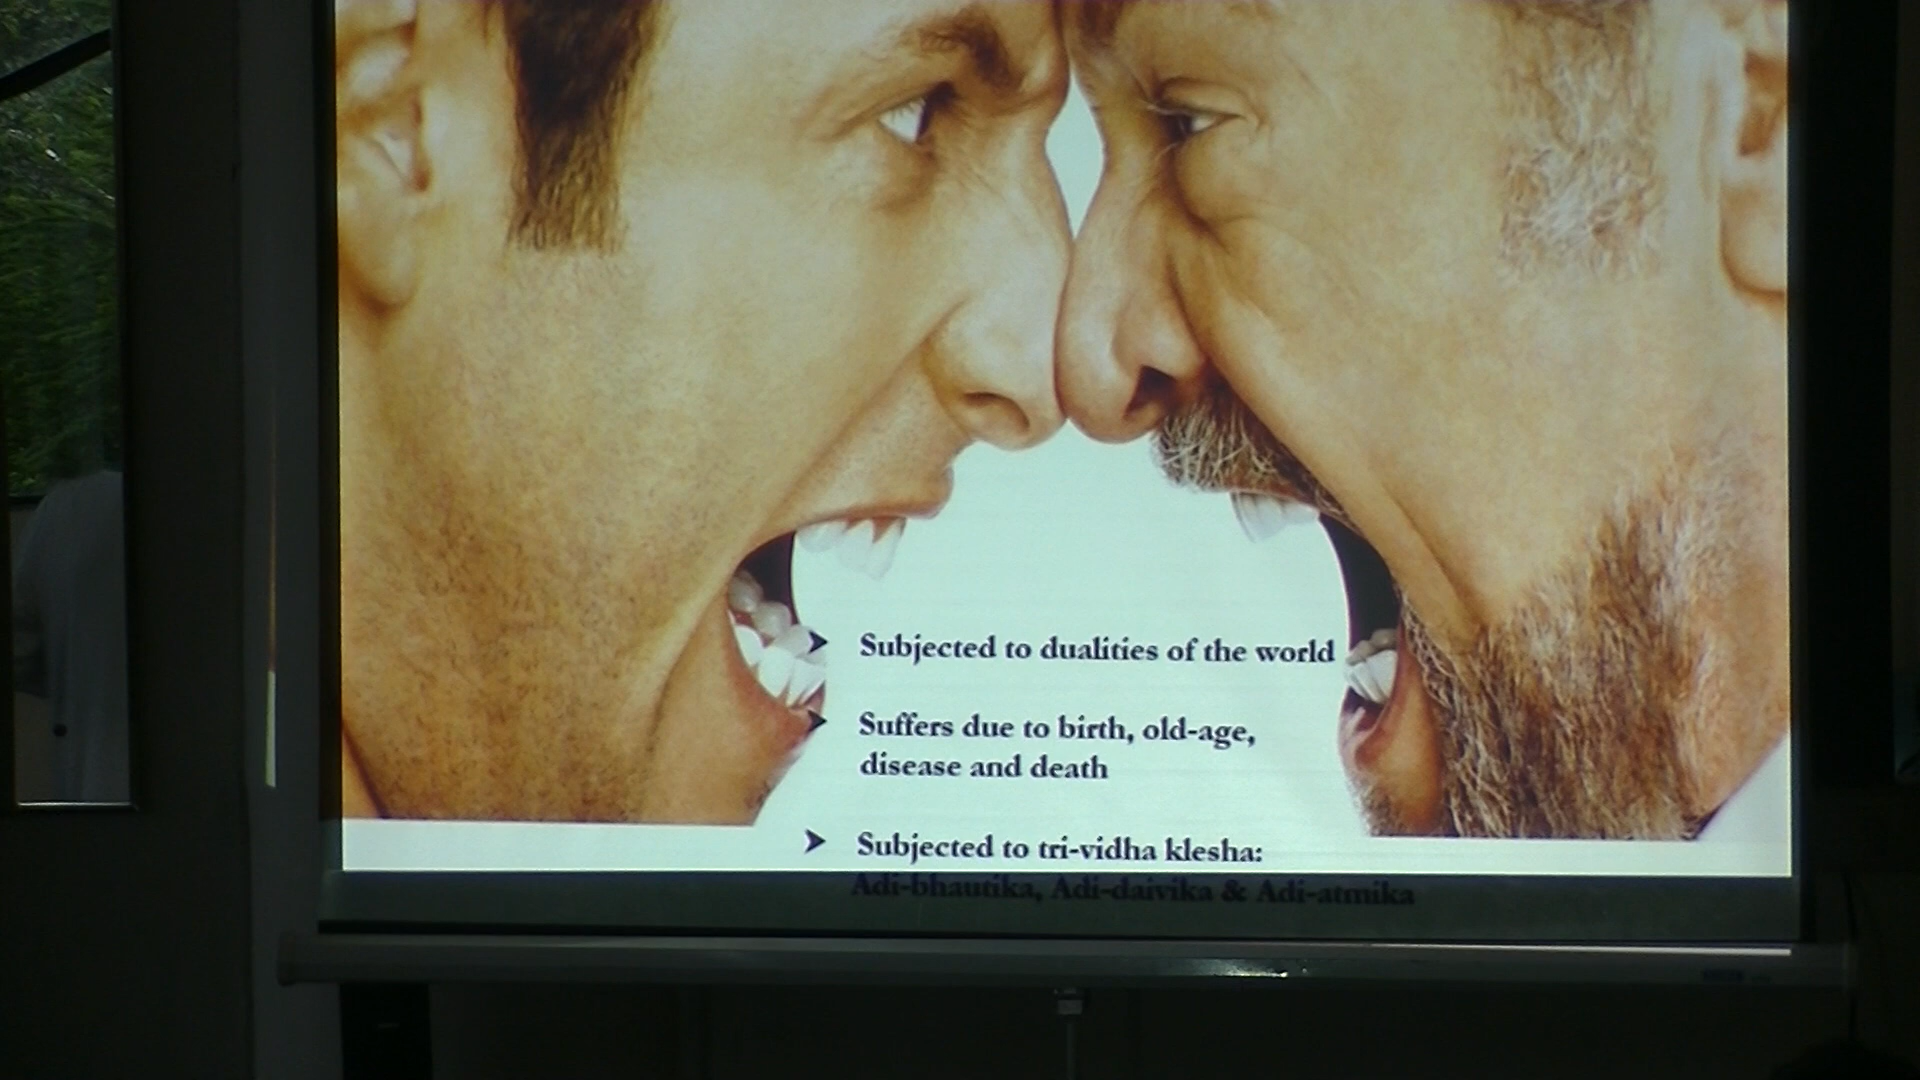 Subjected to dualities of the world
Suffers due to birth, old-age,
disease and death
Subjected to tri-vidha klesha:
Adi-bhautika, Adi-daivika & Adi-atmika